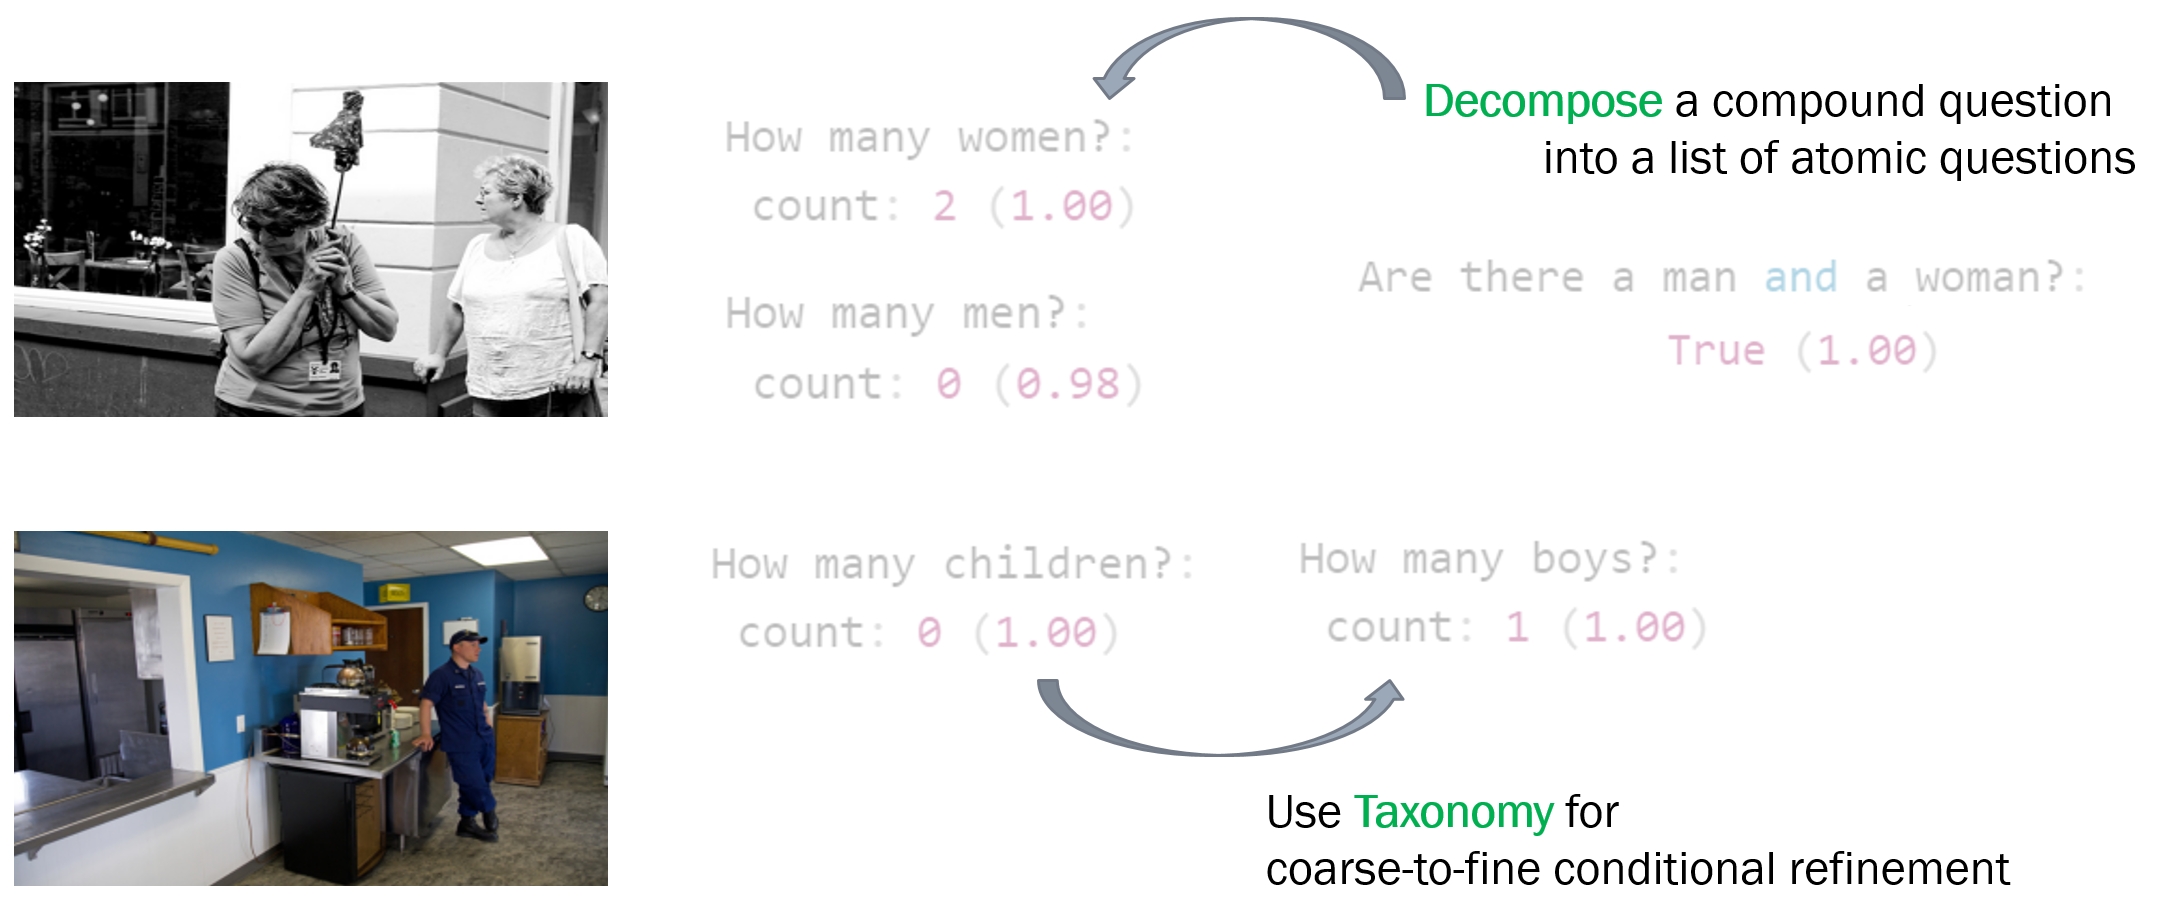 Decompose a compound question
into a list of atomic questions
How many women?:
count: 2 (1.00)
How many men?:
count: 0 (0.98)
Are there a man and a woman?:
True (1.00)
How many children?:
count: 0 (1.00)
How many boys?:
count: 1 (1.00)
Use Taxonomy for
coarse-to-fine conditional refinement